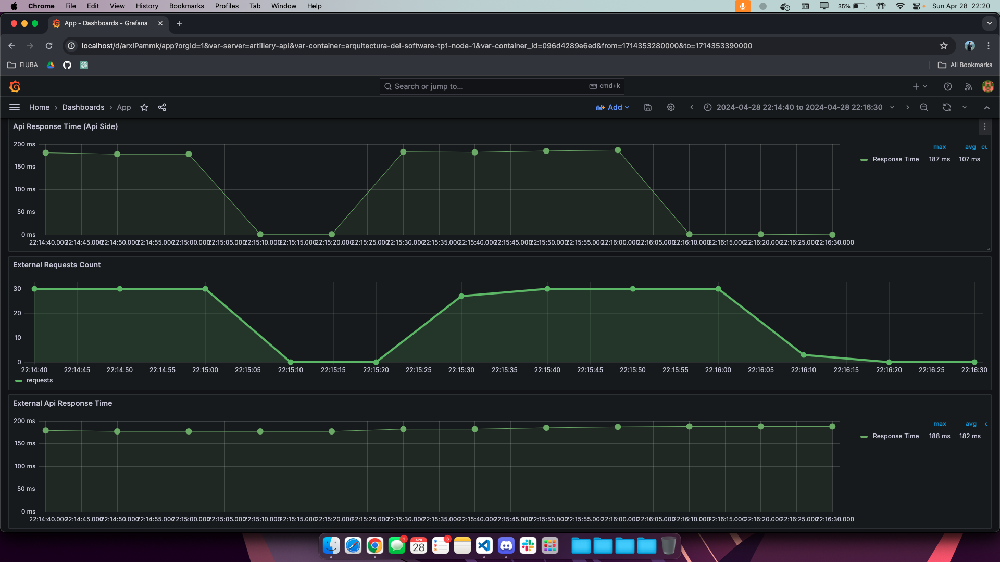 Chrome File Edit View History Bookmarks Profiles Tab Window Help 35% Sun Apr 28 22:20
App - Dashboards - Grafana
localhost/d/arxIPammk/app?orgId=1&var-server=artillery-api&var-container=arquitectura-del-software-tp1-node-1&var-container_id=096d4289e6ed&from=1714353280000&to=1714353390000
FIUBA All Bookmarks
Search or jump to... cmd+k
Home Dashboards App Add 2024-04-28 22:14:40 to 2024-04-28 22:16:30
Api Response Time (Api Side)
200 ms
150 ms
100 ms
50 ms
0 ms
22:14:40.000 22:14:45.000 22:14:50.000 22:14:55.000 22:15:00.000 22:15:05.000 22:15:10.000 22:15:15.000 22:15:20.000 22:15:25.000 22:15:30.000 22:15:35.000 22:15:40.000 22:15:45.000 22:15:50.000 22:15:55.000 22:16:00.000 22:16:05.000 22:16:10.000 22:16:15.000 22:16:20.000 22:16:25.000 22:16:30.000
max avg cu
Response Time 187 ms 107 ms
External Requests Count
30
20
10
0
22:14:40 22:14:45 22:14:50 22:14:55 22:15:00 22:15:05 22:15:10 22:15:15 22:15:20 22:15:25 22:15:30 22:15:35 22:15:40 22:15:45 22:15:50 22:15:55 22:16:00 22:16:05 22:16:10 22:16:15 22:16:20 22:16:25 22:16:30
requests
External Api Response Time
200 ms
150 ms
100 ms
50 ms
0 ms
22:14:40.000 22:14:45.000 22:14:50.000 22:14:55.000 22:15:00.000 22:15:05.000 22:15:10.000 22:15:15.000 22:15:20.000 22:15:25.000 22:15:30.000 22:15:35.000 22:15:40.000 22:15:45.000 22:15:50.000 22:15:55.000 22:16:00.000 22:16:05.000 22:16:10.000 22:16:15.000 22:16:20.000 22:16:25.000 22:16:30.000
max avg c
Response Time 188 ms 182 ms
1
APR
28
3